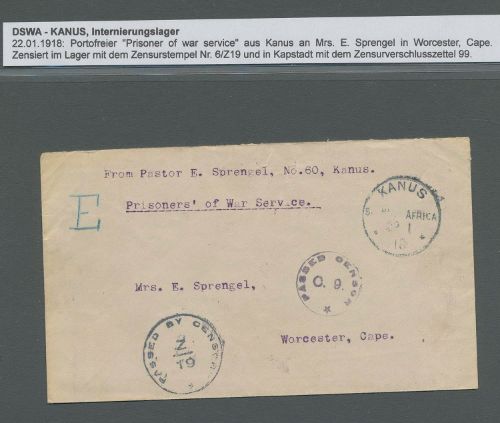 DSWA - KANUS, Internierungslager
22.01.1918: Portofreier "Prisoner of war service" aus Kanus an Mrs. E. Sprengel in Worcester, Cape.
Zensiert im Lager mit dem Zensurstempel Nr. 6/Z19 und in Kapstadt mit dem Zensurverschlusszettel 99.
From Pastor E. Sprengel, No.60, Kanus.
E
Prisoners' of War Service.
KANUS
AFRICA
PASSED CENSOR
Mrs. E. Sprengel,
Worcester, Cape.
PASSED BY CENSOR
Z
19